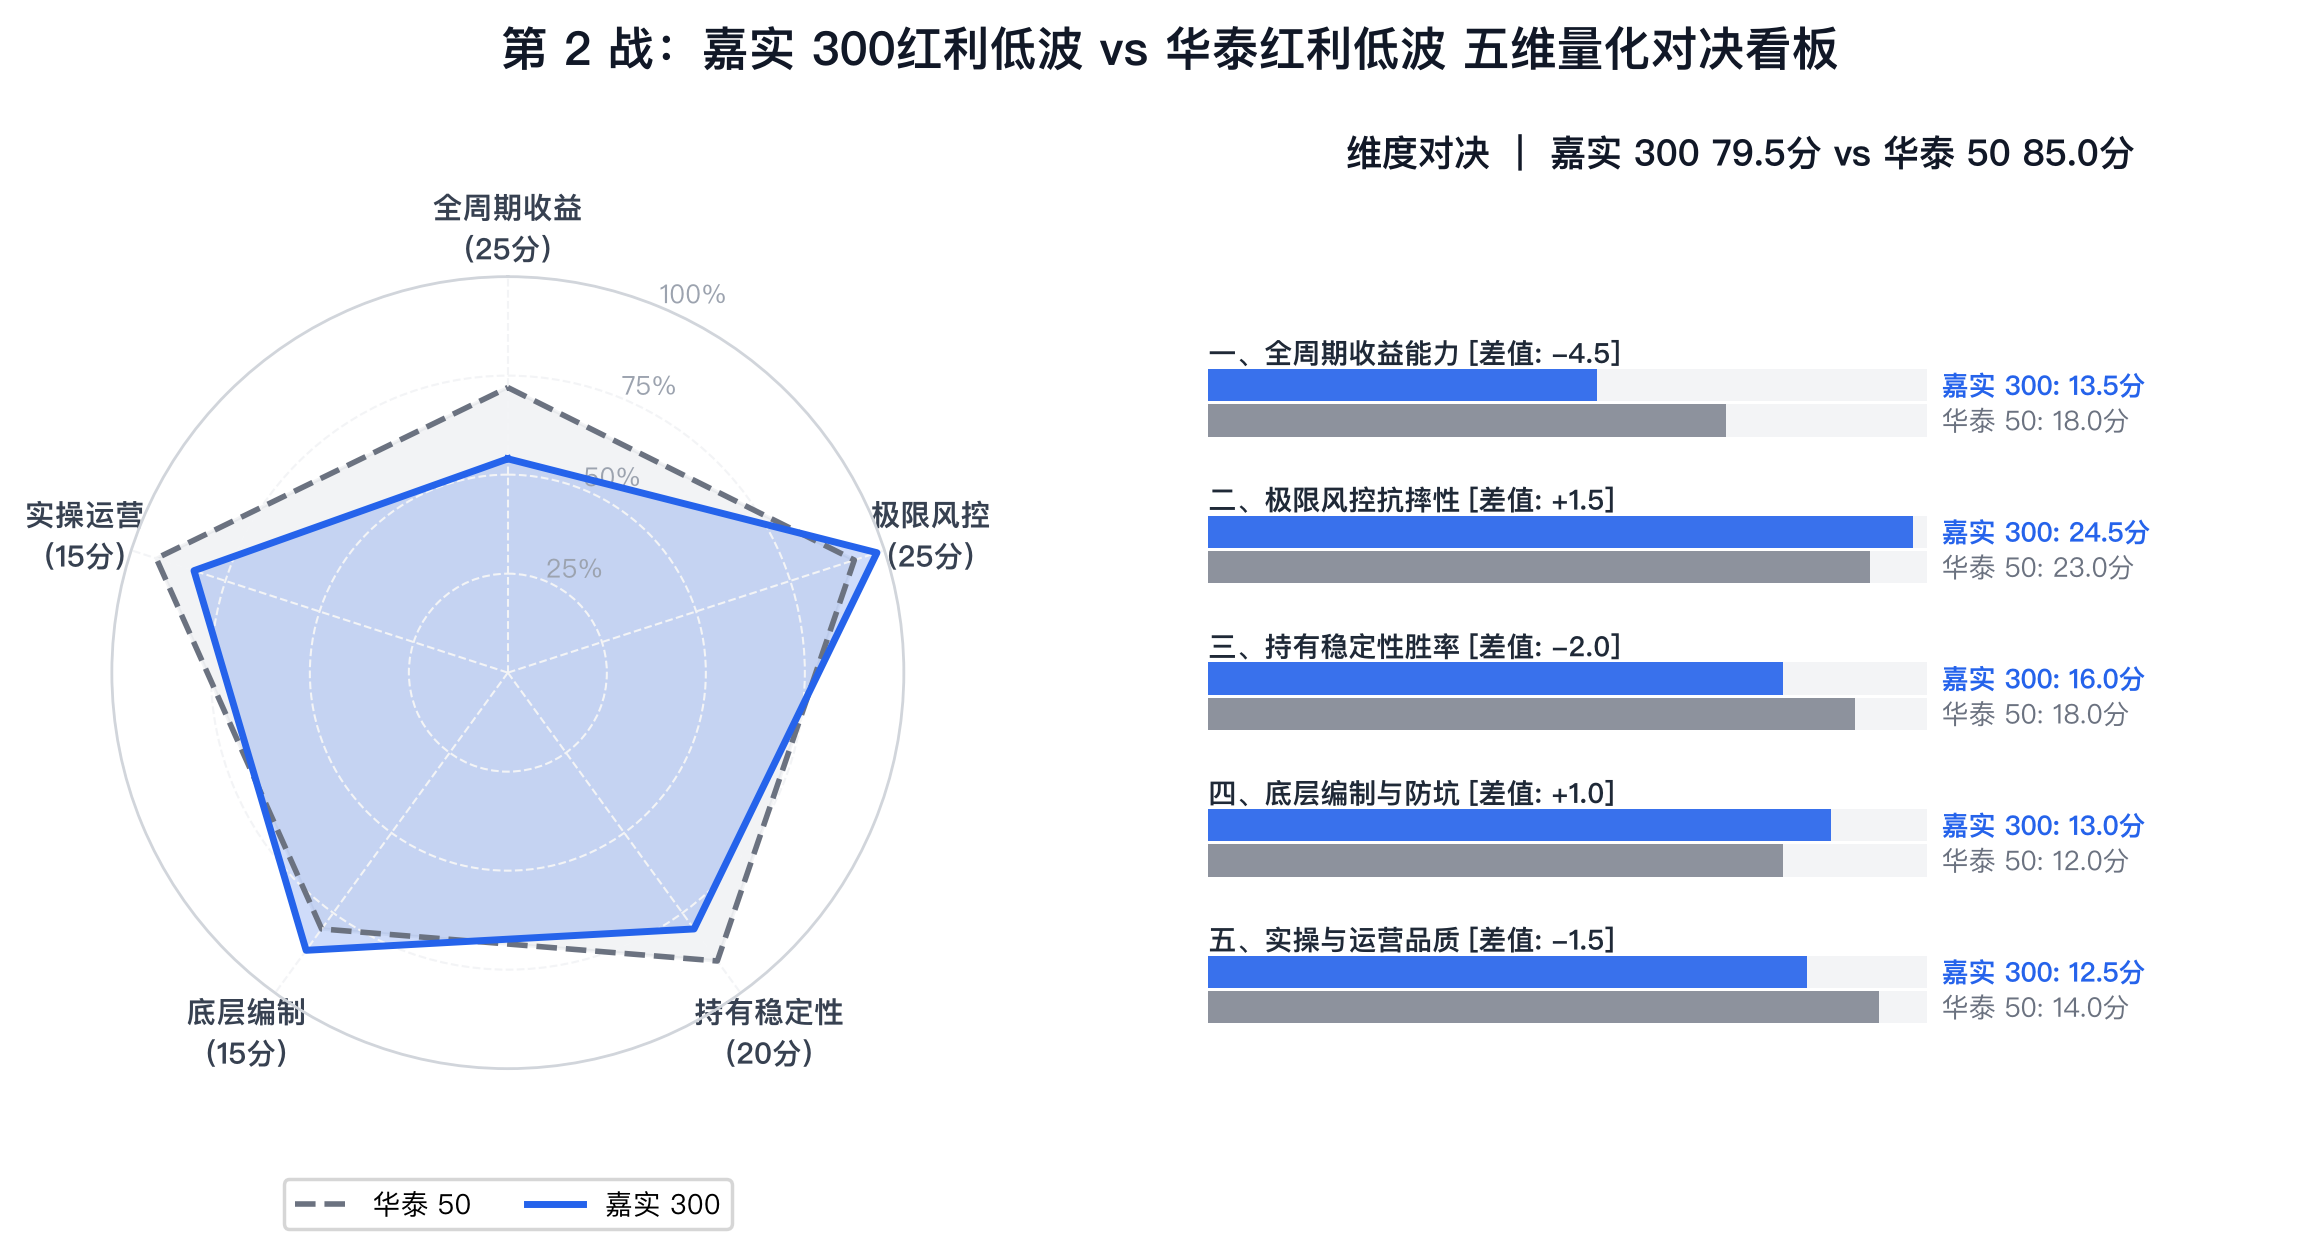 第 2 战：嘉实 300红利低波 vs 华泰红利低波 五维量化对决看板
全周期收益
(25分)
100%
75%
50%
25%
极限风控
(25分)
实操运营
(15分)
底层编制
(15分)
持有稳定性
(20分)
华泰 50
嘉实 300
维度对决 ｜ 嘉实 300 79.5分 vs 华泰 50 85.0分
一、全周期收益能力 [差值: −4.5]
嘉实 300: 13.5分
华泰 50: 18.0分
二、极限风控抗摔性 [差值: +1.5]
嘉实 300: 24.5分
华泰 50: 23.0分
三、持有稳定性胜率 [差值: −2.0]
嘉实 300: 16.0分
华泰 50: 18.0分
四、底层编制与防坑 [差值: +1.0]
嘉实 300: 13.0分
华泰 50: 12.0分
五、实操与运营品质 [差值: −1.5]
嘉实 300: 12.5分
华泰 50: 14.0分